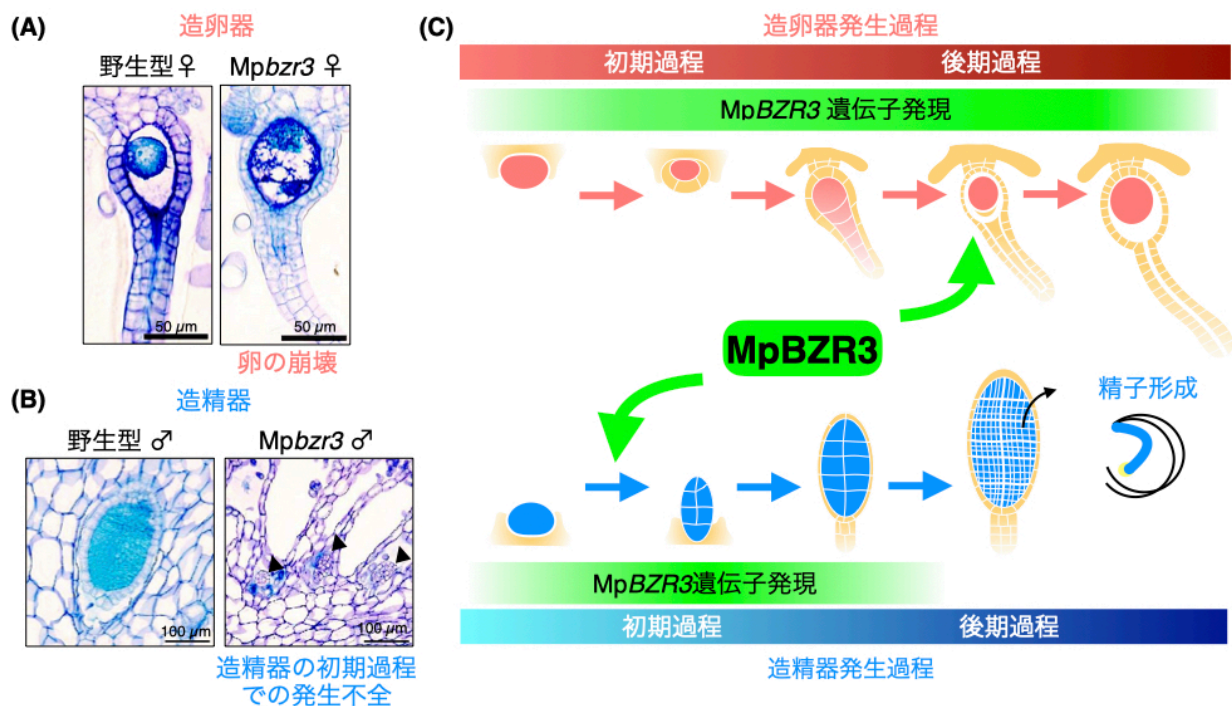 (A)
造卵器
野生型♀
Mpbzr3 ♀
50 µm
50 µm
卵の崩壊
(B)
造精器
野生型 ♂
Mpbzr3 ♂
100 µm
100 µm
造精器の初期過程
での発生不全
(C)
造卵器発生過程
初期過程
後期過程
MpBZR3 遺伝子発現
MpBZR3
精子形成
MpBZR3遺伝子発現
初期過程
後期過程
造精器発生過程